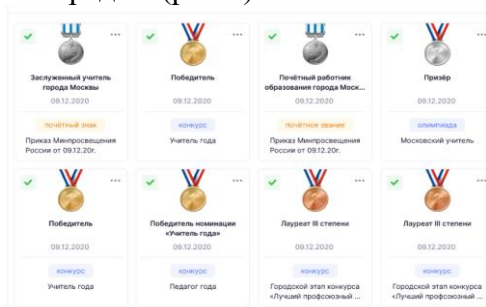 Заслуженный учитель
города Москвы
09.12.2020
почётный знак
Приказ Минпросвещения
России от 09.12.20г.
Победитель
09.12.2020
конкурс
Учитель года
Почётный работник
образования города Моск...
09.12.2020
почётное звание
Приказ Минпросвещения
России от 09.12.20г.
Призёр
09.12.2020
олимпиада
Московский учитель
Победитель
09.12.2020
конкурс
Учитель года
Победитель номинации
«Учитель года»
09.12.2020
конкурс
Педагог года
Лауреат III степени
09.12.2020
конкурс
Городской этап конкурса
«Лучший профсоюзный ...
Лауреат III степени
09.12.2020
конкурс
Городской этап конкурса
«Лучший профсоюзный ...